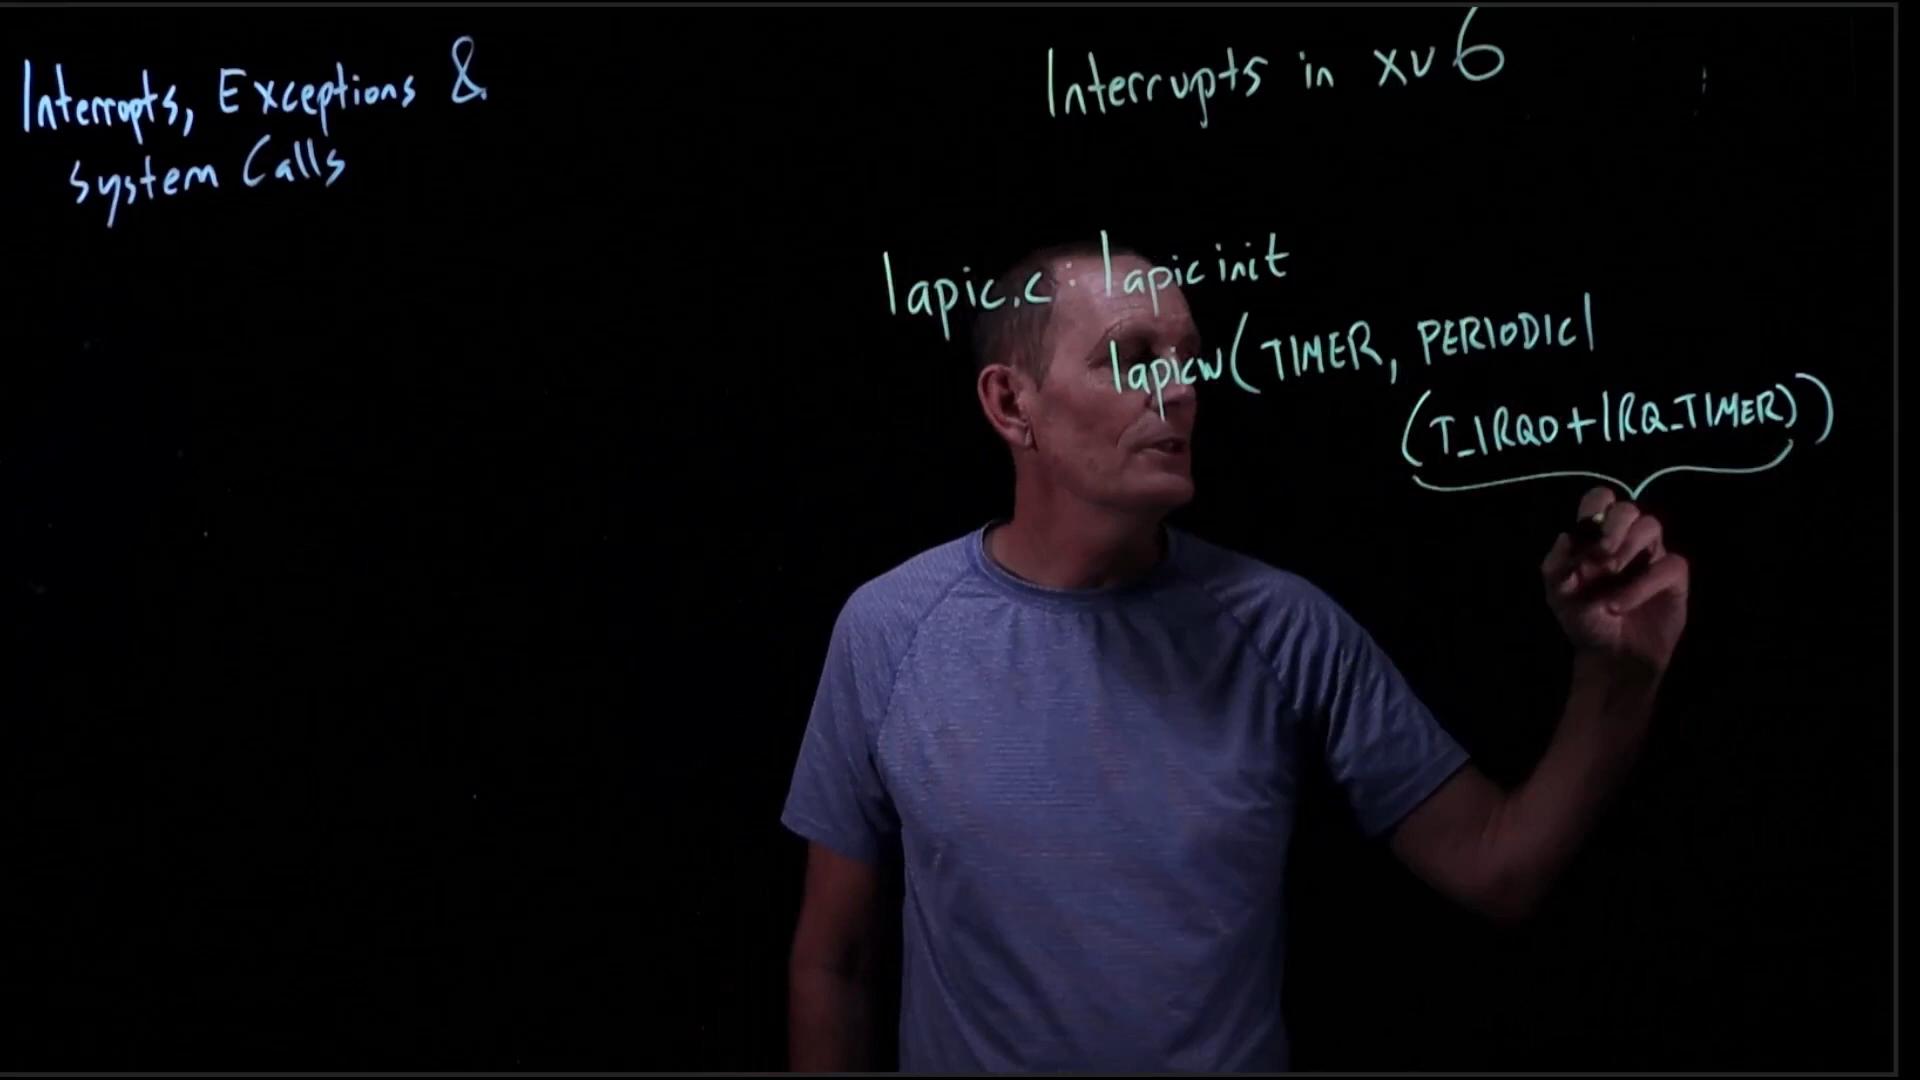 Interrupts, Exceptions &
System Calls
Interrupts in xv6
lapic.c: lapicinit
lapicw(TIMER, PERIODIC|
(T_IRQ0+IRQ_TIMER))